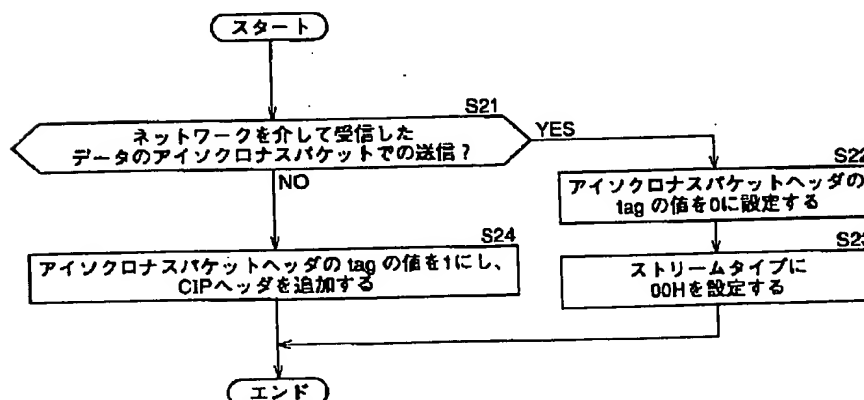 スタート
S21
ネットワークを介して受信した
データのアイソクロナスパケットでの送信?
YES
NO
S22
アイソクロナスパケットヘッダの
tag の値を0に設定する
S24
アイソクロナスパケットヘッダの tag の値を1にし、
CIPヘッダを追加する
S23
ストリームタイプに
00Hを設定する
エンド